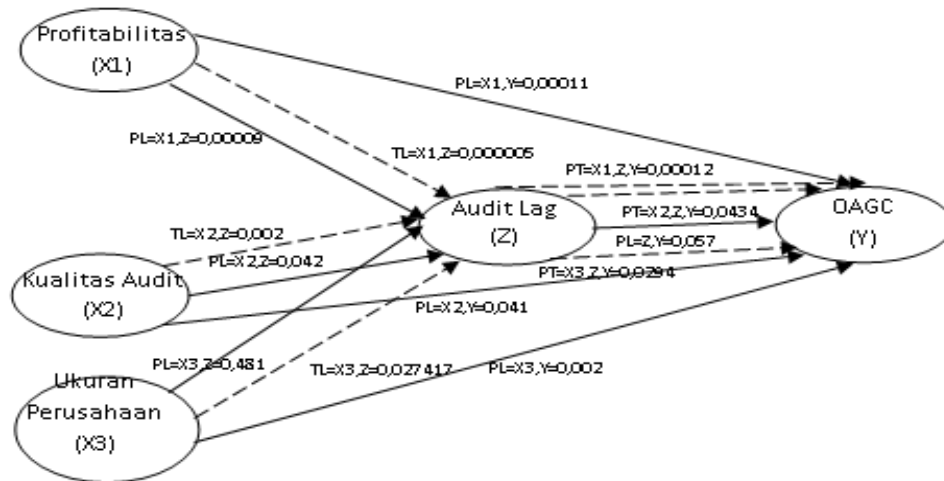 Profitabilitas
(X1)
PL=X1,Y=0,00011
PL=X1,Z=0,00009
TL=X1,Z=0,000005
PT=X1,Z,Y=0,00012
Audit Lag
(Z)
OAGC
(Y)
PT=X2,Z,Y=0,0434
TL=X2,Z=0,002
PL=X2,Z=0,042
PL=Z,Y=0,057
PT=X3,Z,Y=0,0294
Kualitas Audit
(X2)
PL=X2,Y=0,041
PL=X3,Z=0,481
TL=X3,Z=0,027417
PL=X3,Y=0,002
Ukuran
Perusahaan
(X3)